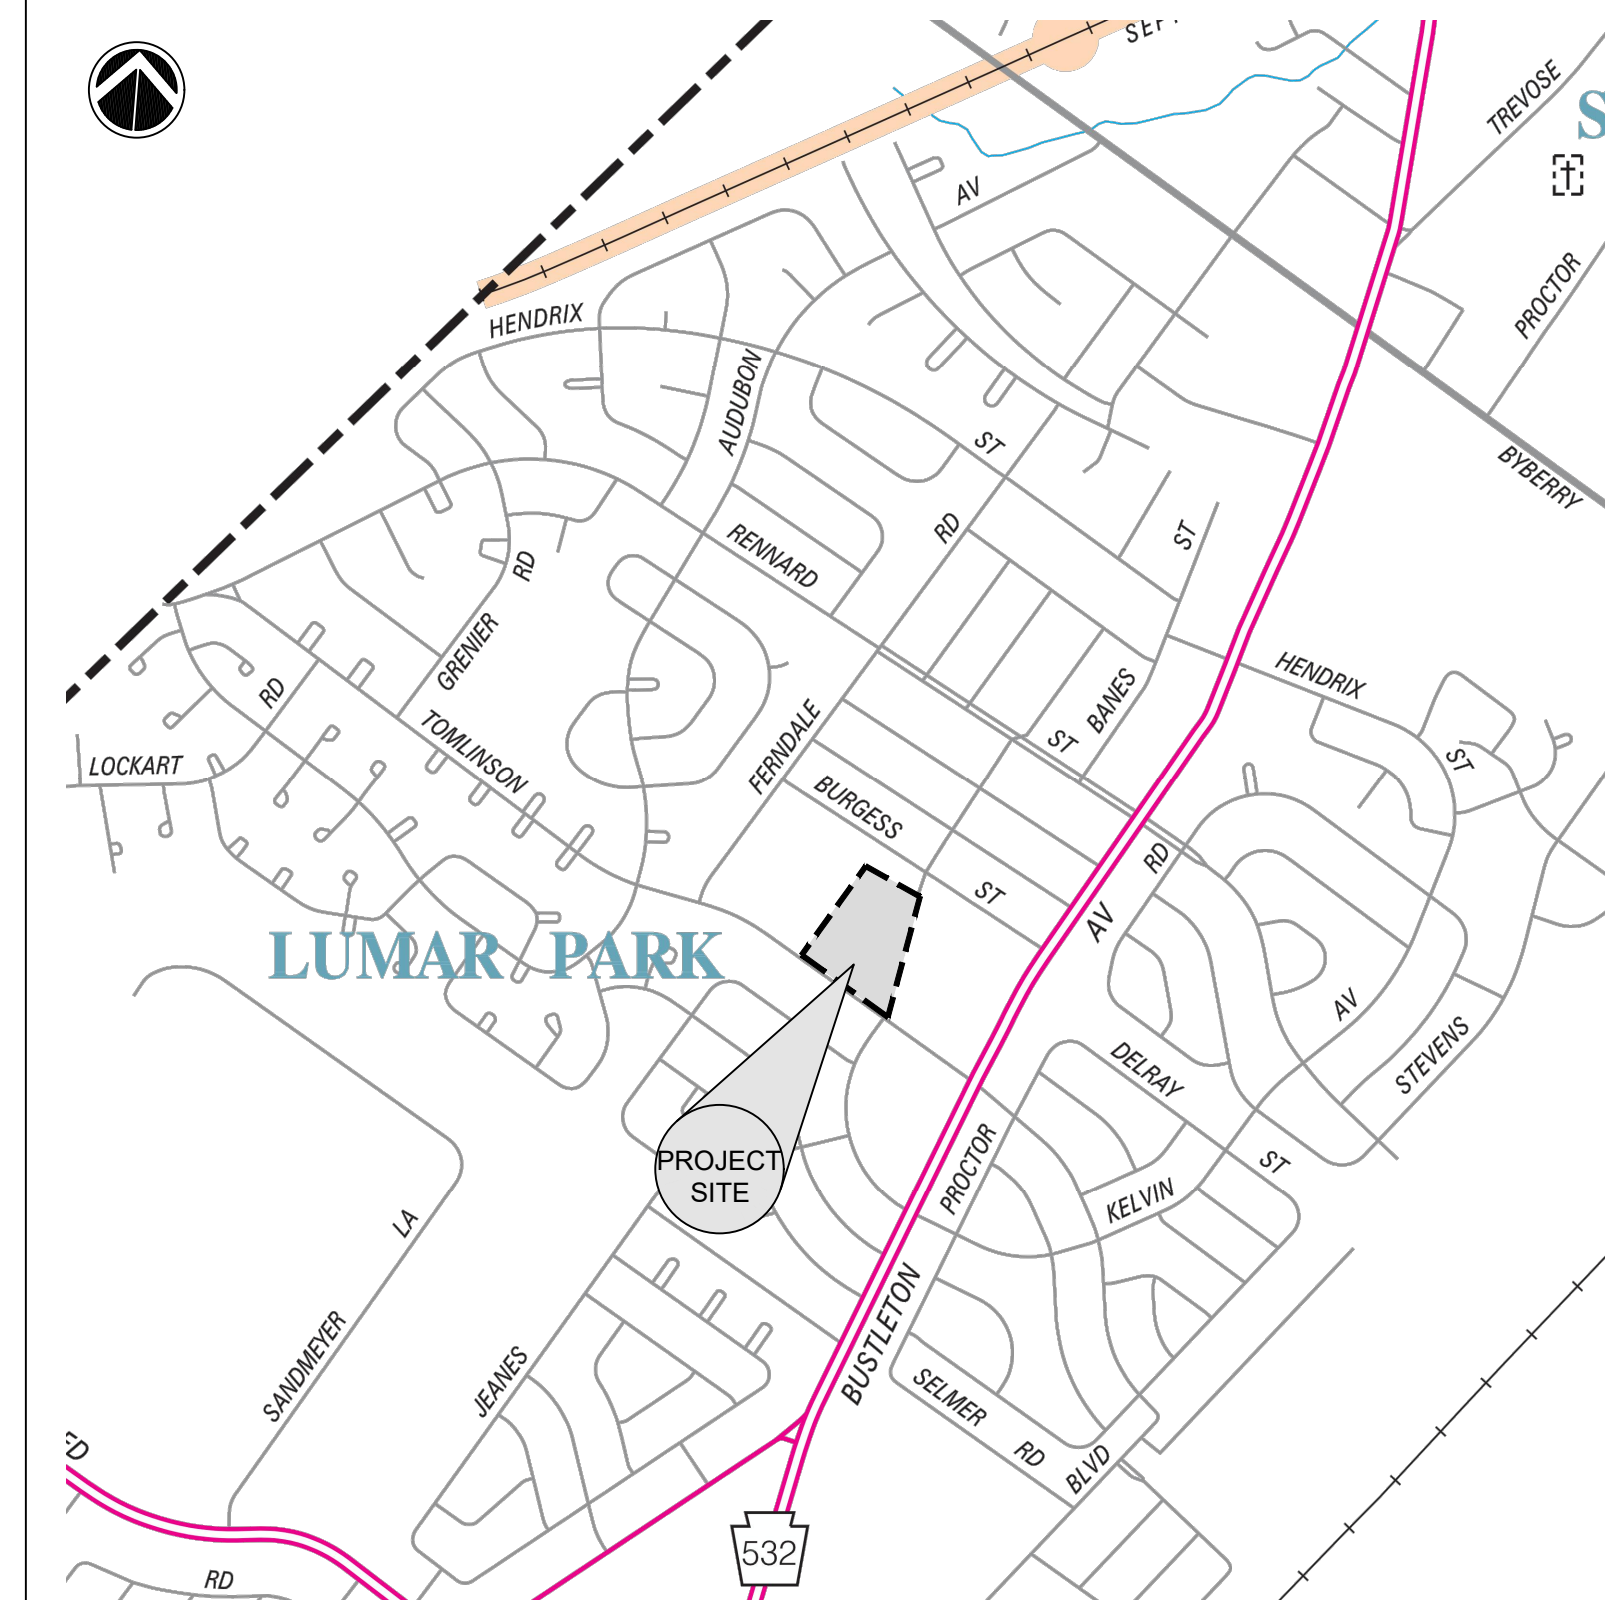 SEPT
TREVOSE
S
AV
PROCTOR
HENDRIX
AUDUBON
ST
BYBERRY
RD
ST
RENNARD
RD
GRENIER
HENDRIX
RD
BANES
ST
TOMLINSON
FERNDALE
ST
LOCKART
BURGESS
RD
ST
AV
LUMAR PARK
AV
DELRAY
STEVENS
PROJECT
SITE
PROCTOR
ST
KELVIN
LA
BUSTLETON
SANDMEYER
JEANES
SELMER
RD
BLVD
ED
532
RD